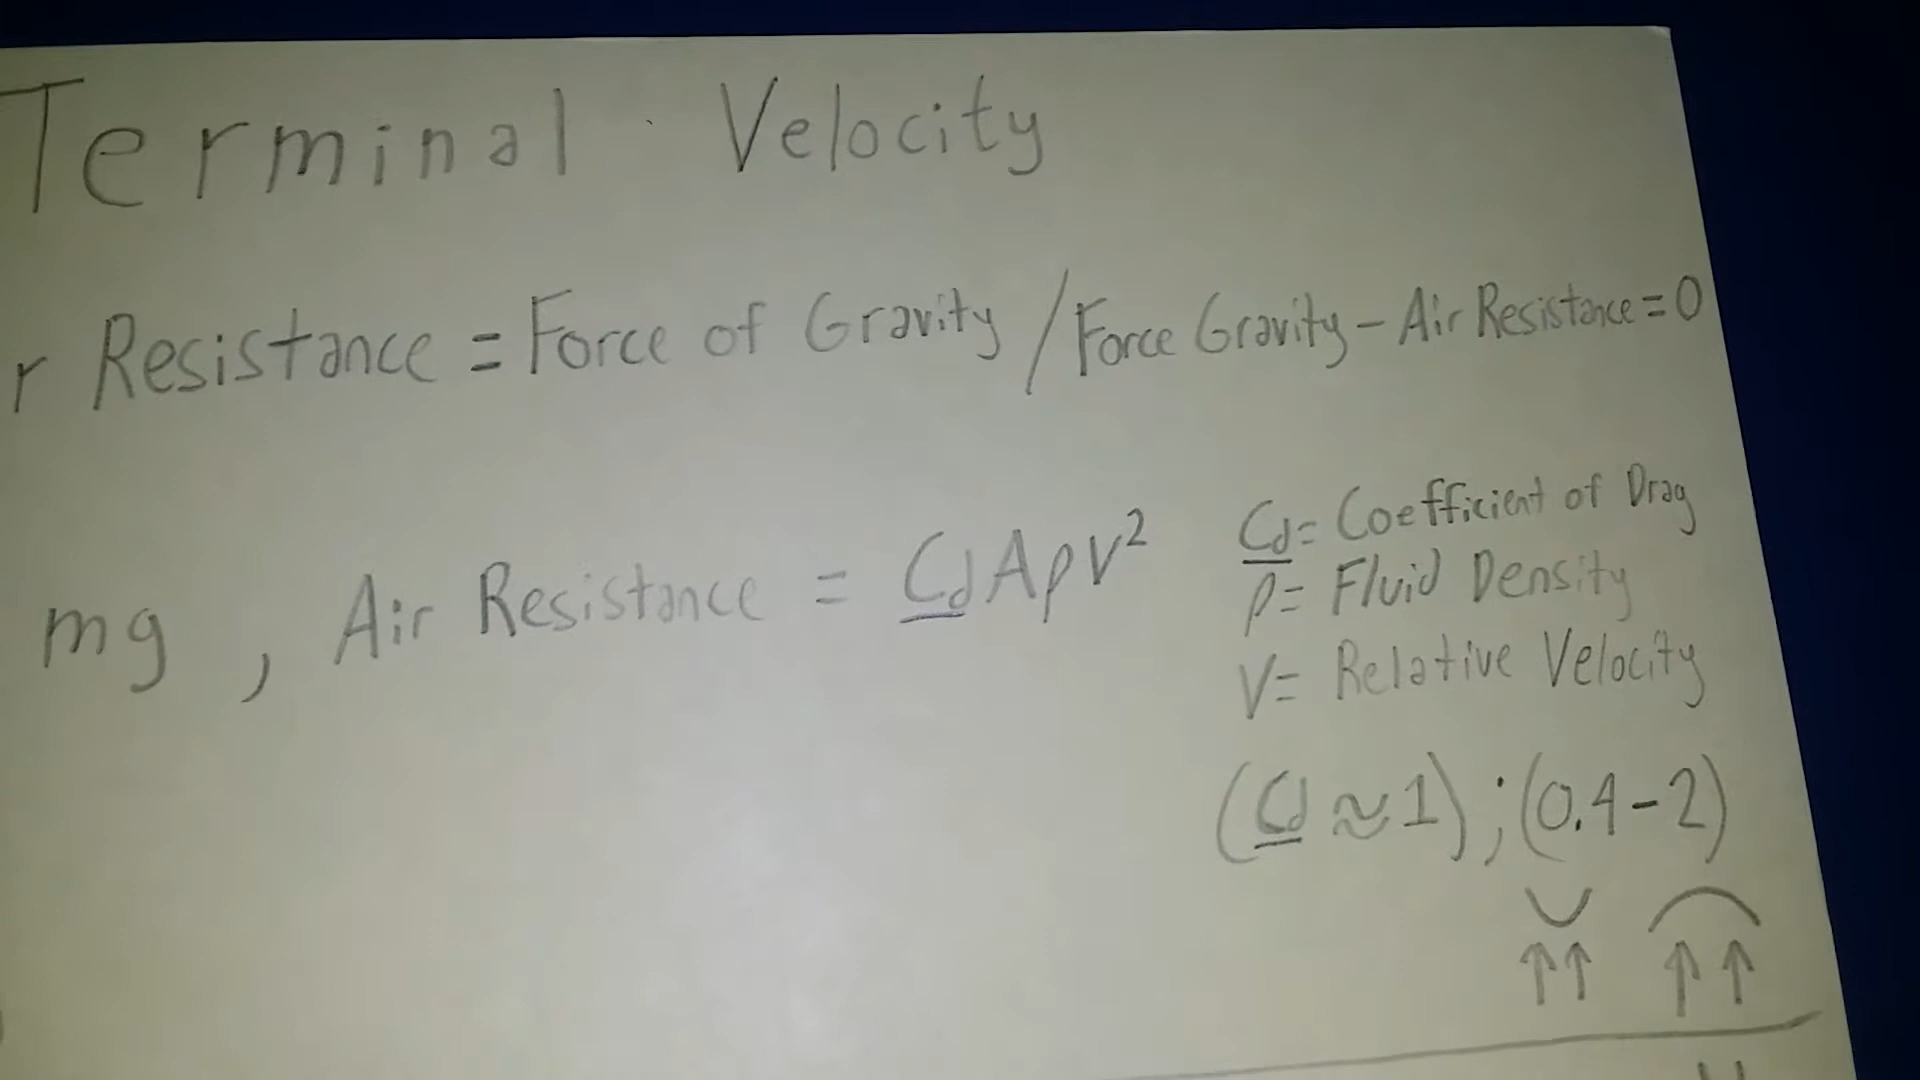 Terminal Velocity
r Resistance = Force of Gravity / Force Gravity - Air Resistance = 0
mg , Air Resistance = CdAρv²
Cd = Coefficient of Drag
ρ = Fluid Density
V = Relative Velocity
(Cd ≈ 1) ; (0.4 - 2)